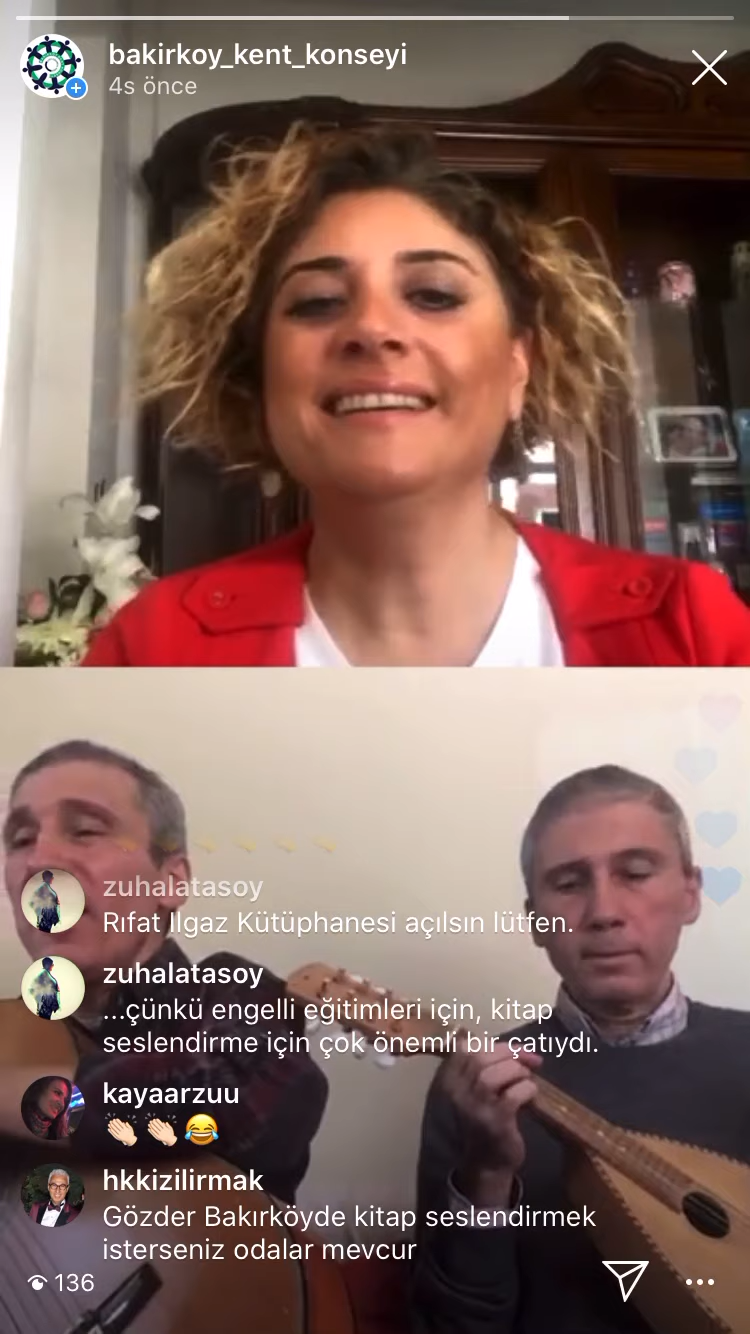 bakirkoy_kent_konseyi
4s önce
zuhalatasoy
Rıfat Ilgaz Kütüphanesi açılsın lütfen.
zuhalatasoy
...çünkü engelli eğitimleri için, kitap
seslendirme için çok önemli bir çatıydı.
kayaarzuu
👏🏻👏🏻😂
hkkizilirmak
Gözder Bakırköyde kitap seslendirmek
isterseniz odalar mevcur
136